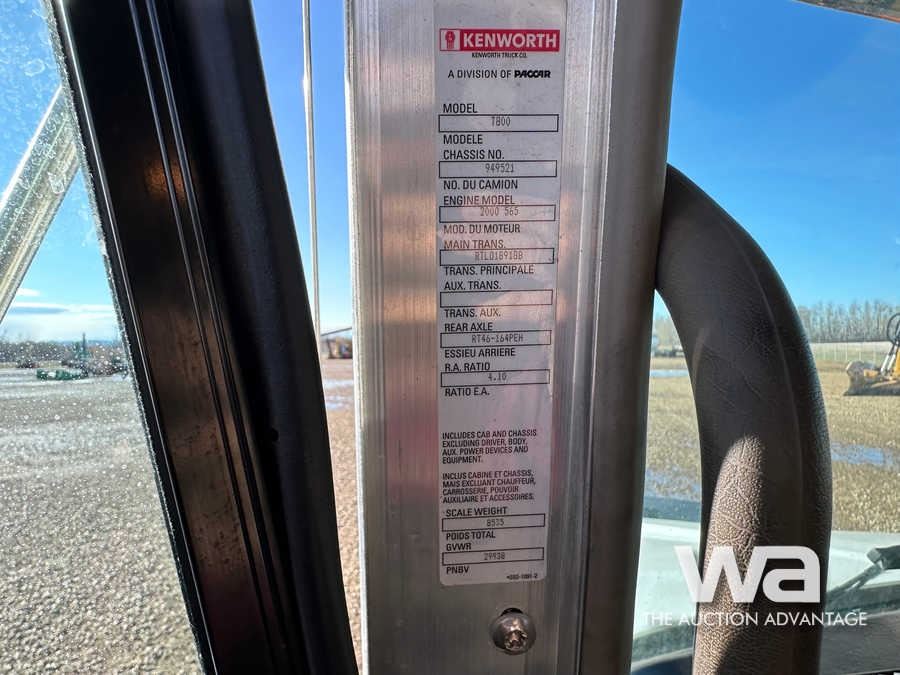 KENWORTH
KENWORTH TRUCK CO.
A DIVISION OF PACCAR
MODEL
T800
MODELE
CHASSIS NO.
949521
NO. DU CAMION
ENGINE MODEL
2000 565
MOD. DU MOTEUR
MAIN TRANS.
RTLO18918B
TRANS. PRINCIPALE
AUX. TRANS.
TRANS. AUX.
REAR AXLE
RT46-164PEH
ESSIEU ARRIERE
R.A. RATIO
4.10
RATIO E.A.
INCLUDES CAB AND CHASSIS
EXCLUDING DRIVER, BODY,
AUX. POWER DEVICES AND
EQUIPMENT.
INCLUS CABINE ET CHASSIS,
MAIS EXCLUANT CHAUFFEUR,
CARROSSERIE, POUVOIR
AUXILIAIRE ET ACCESSOIRES.
SCALE WEIGHT
8535
POIDS TOTAL
GVWR
29938
PNBV
wa
THE AUCTION ADVANTAGE